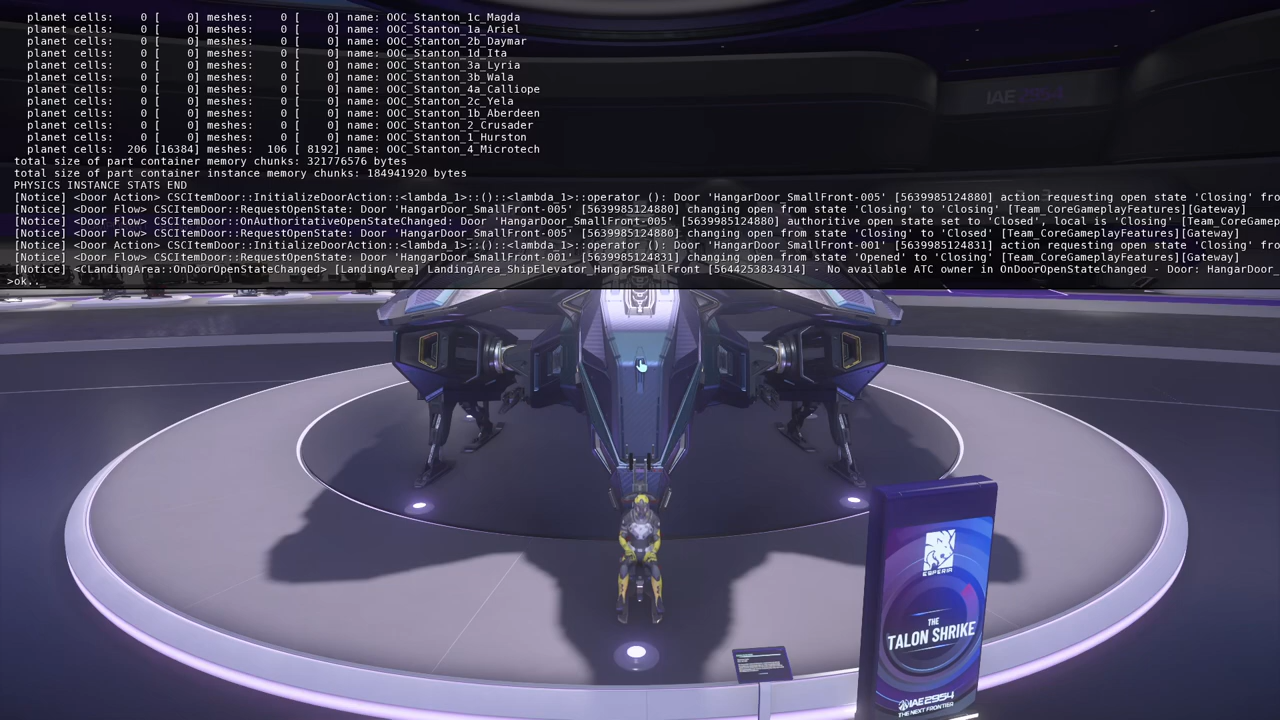 planet cells:    0 [    0] meshes:    0 [    0] name: OOC_Stanton_1c_Magda
planet cells:    0 [    0] meshes:    0 [    0] name: OOC_Stanton_1a_Ariel
planet cells:    0 [    0] meshes:    0 [    0] name: OOC_Stanton_2b_Daymar
planet cells:    0 [    0] meshes:    0 [    0] name: OOC_Stanton_1d_Ita
planet cells:    0 [    0] meshes:    0 [    0] name: OOC_Stanton_3a_Lyria
planet cells:    0 [    0] meshes:    0 [    0] name: OOC_Stanton_3b_Wala
planet cells:    0 [    0] meshes:    0 [    0] name: OOC_Stanton_4a_Calliope
planet cells:    0 [    0] meshes:    0 [    0] name: OOC_Stanton_2c_Yela
planet cells:    0 [    0] meshes:    0 [    0] name: OOC_Stanton_1b_Aberdeen
planet cells:    0 [    0] meshes:    0 [    0] name: OOC_Stanton_2_Crusader
planet cells:    0 [    0] meshes:    0 [    0] name: OOC_Stanton_1_Hurston
planet cells:  206 [16384] meshes:  106 [ 8192] name: OOC_Stanton_4_Microtech
total size of part container memory chunks: 321776576 bytes
total size of part container instance memory chunks: 184941920 bytes
PHYSICS INSTANCE STATS END
[Notice] <Door Action> CSCItemDoor::InitializeDoorAction::<lambda_1>::()::<lambda_1>::operator (): Door 'HangarDoor_SmallFront-005' [5639985124880] action requesting open state 'Closing' fro
[Notice] <Door Flow> CSCItemDoor::RequestOpenState: Door 'HangarDoor_SmallFront-005' [5639985124880] changing open from state 'Closing' to 'Closing' [Team_CoreGameplayFeatures][Gateway]
[Notice] <Door Flow> CSCItemDoor::OnAuthoritativeOpenStateChanged: Door 'HangarDoor_SmallFront-005' [5639985124880] authoritive open state set to 'Closed', local is 'Closing' [Team_CoreGamep
[Notice] <Door Flow> CSCItemDoor::RequestOpenState: Door 'HangarDoor_SmallFront-005' [5639985124880] changing open from state 'Closing' to 'Closed' [Team_CoreGameplayFeatures][Gateway]
[Notice] <Door Action> CSCItemDoor::InitializeDoorAction::<lambda_1>::()::<lambda_1>::operator (): Door 'HangarDoor_SmallFront-001' [5639985124831] action requesting open state 'Closing' fro
[Notice] <Door Flow> CSCItemDoor::RequestOpenState: Door 'HangarDoor_SmallFront-001' [5639985124831] changing open from state 'Opened' to 'Closing' [Team_CoreGameplayFeatures][Gateway]
[Notice] <CLandingArea::OnDoorOpenStateChanged> [LandingArea] LandingArea_ShipElevator_HangarSmallFront [5644253834314] - No available ATC owner in OnDoorOpenStateChanged - Door: HangarDoor_
>ok.._
IAE 2954
ESPERIA
THE
TALON SHRIKE
IAE2954
THE NEXT FRONTIER